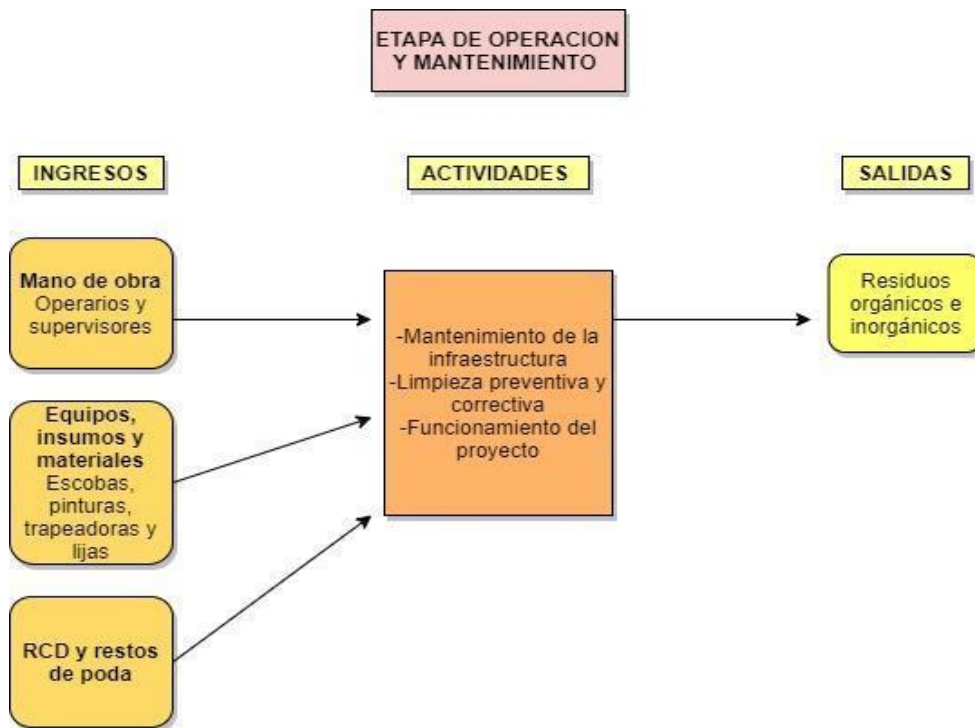 ETAPA DE OPERACION
Y MANTENIMIENTO
INGRESOS
ACTIVIDADES
SALIDAS
Mano de obra
Operarios y
supervisores
Equipos,
insumos y
materiales
Escobas,
pinturas,
trapeadoras y
lijas
RCD y restos
de poda
-Mantenimiento de la
infraestructura
-Limpieza preventiva y
correctiva
-Funcionamiento del
proyecto
Residuos
orgánicos e
inorgánicos